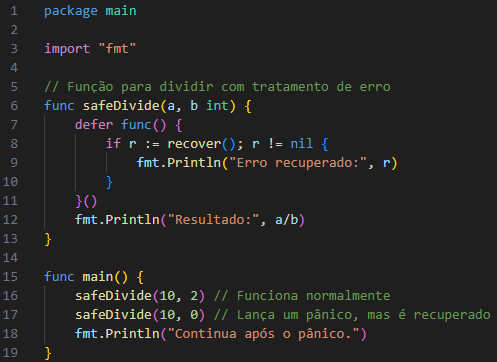 1 package main
2
3 import "fmt"
4
5 // Função para dividir com tratamento de erro
6 func safeDivide(a, b int) {
7     defer func() {
8         if r := recover(); r != nil {
9             fmt.Println("Erro recuperado:", r)
10         }
11     }()
12     fmt.Println("Resultado:", a/b)
13 }
14
15 func main() {
16     safeDivide(10, 2) // Funciona normalmente
17     safeDivide(10, 0) // Lança um pânico, mas é recuperado
18     fmt.Println("Continua após o pânico.")
19 }